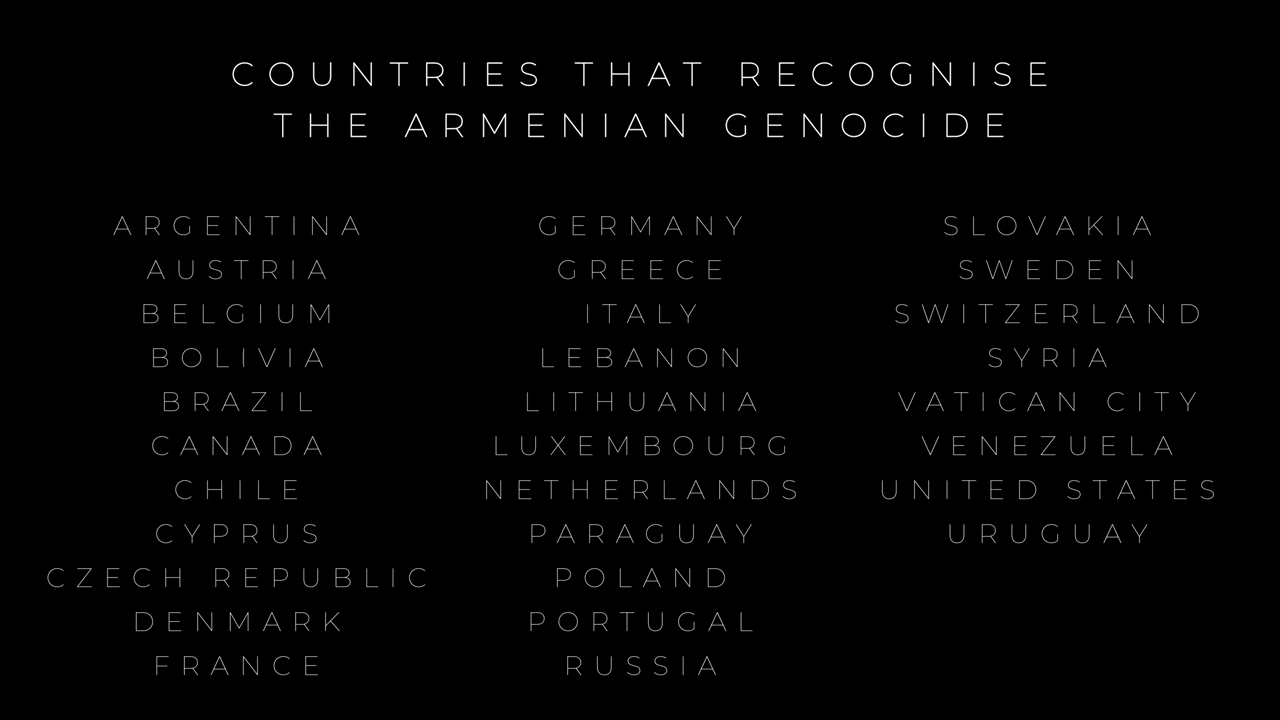 COUNTRIES THAT RECOGNISE
THE ARMENIAN GENOCIDE
ARGENTINA
AUSTRIA
BELGIUM
BOLIVIA
BRAZIL
CANADA
CHILE
CYPRUS
CZECH REPUBLIC
DENMARK
FRANCE
GERMANY
GREECE
ITALY
LEBANON
LITHUANIA
LUXEMBOURG
NETHERLANDS
PARAGUAY
POLAND
PORTUGAL
RUSSIA
SLOVAKIA
SWEDEN
SWITZERLAND
SYRIA
VATICAN CITY
VENEZUELA
UNITED STATES
URUGUAY